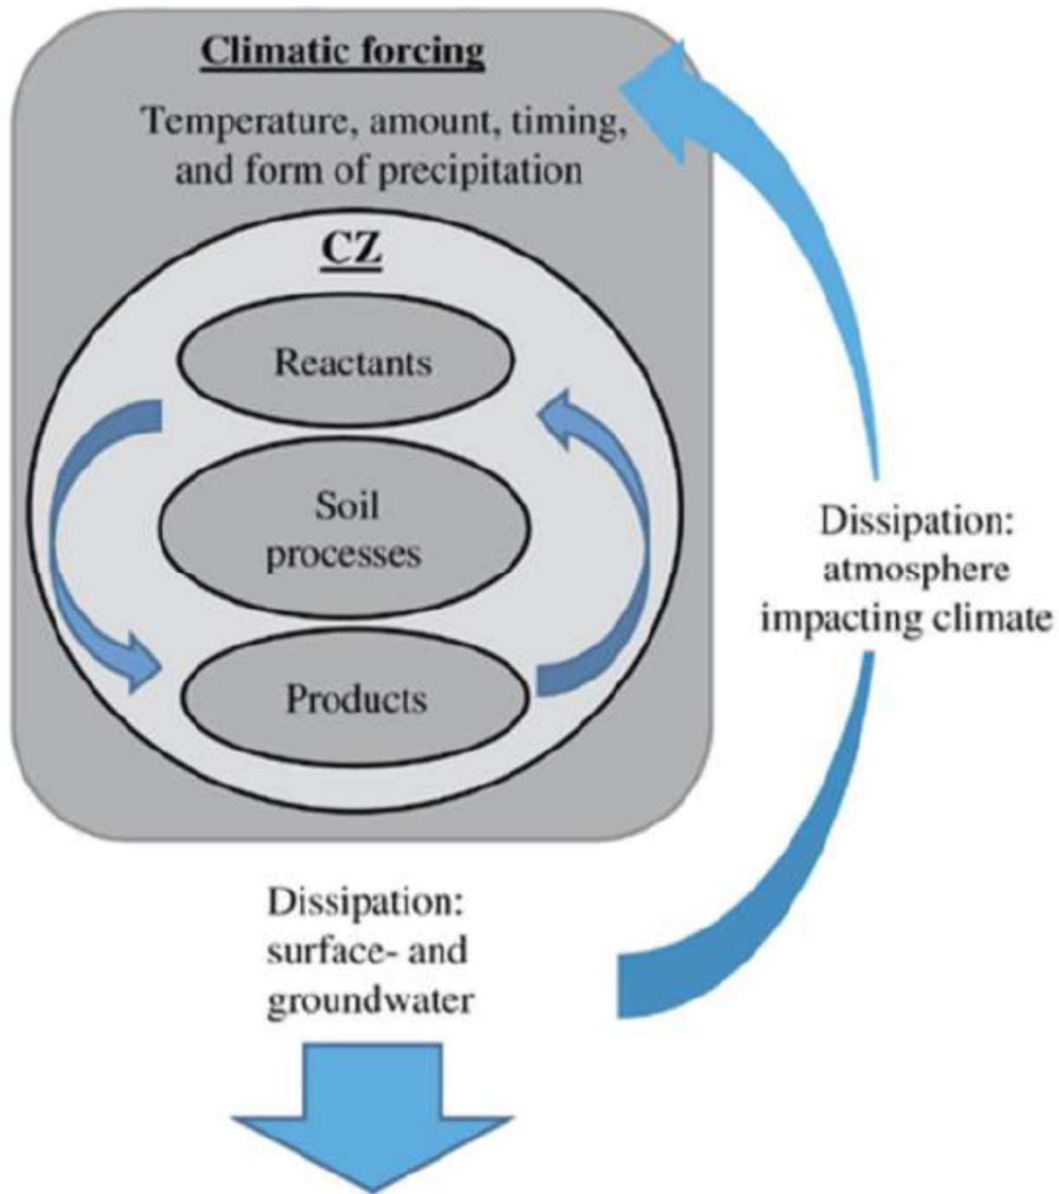 Climatic forcing
Temperature, amount, timing,
and form of precipitation
CZ
Reactants
Soil
processes
Products
Dissipation:
atmosphere
impacting climate
Dissipation:
surface- and
groundwater